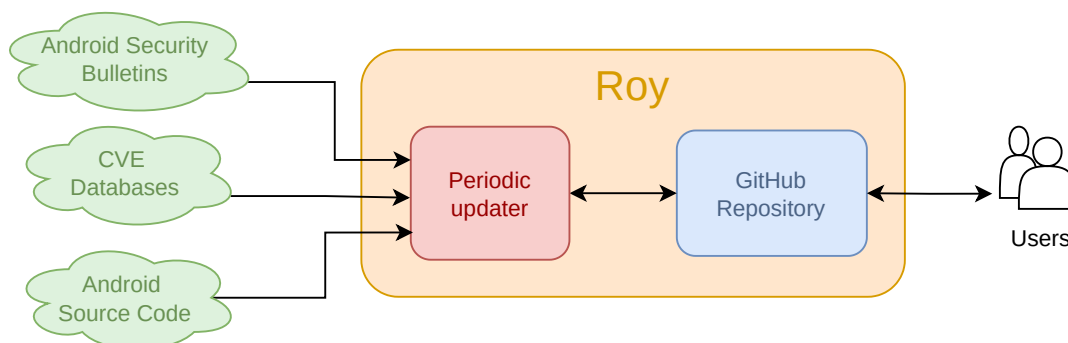 Android Security
Bulletins
Roy
CVE
Databases
Periodic
updater
GitHub
Repository
Users
Android
Source Code